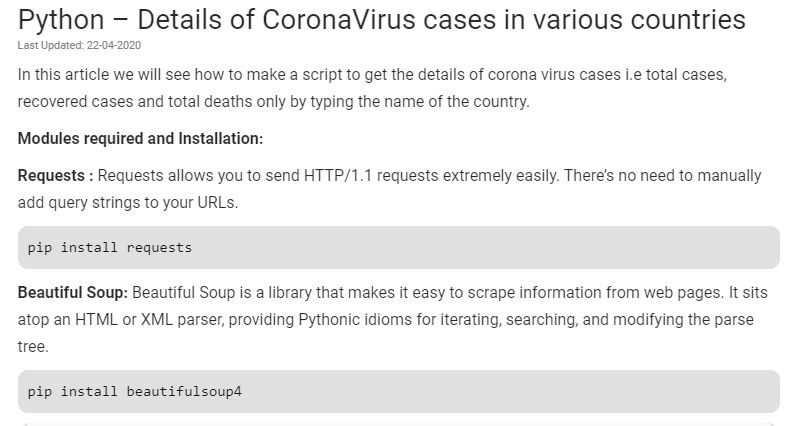 Python – Details of CoronaVirus cases in various countries
Last Updated: 22-04-2020
In this article we will see how to make a script to get the details of corona virus cases i.e total cases,
recovered cases and total deaths only by typing the name of the country.
Modules required and Installation:
Requests : Requests allows you to send HTTP/1.1 requests extremely easily. There’s no need to manually
add query strings to your URLs.
pip install requests
Beautiful Soup: Beautiful Soup is a library that makes it easy to scrape information from web pages. It sits
atop an HTML or XML parser, providing Pythonic idioms for iterating, searching, and modifying the parse
tree.
pip install beautifulsoup4